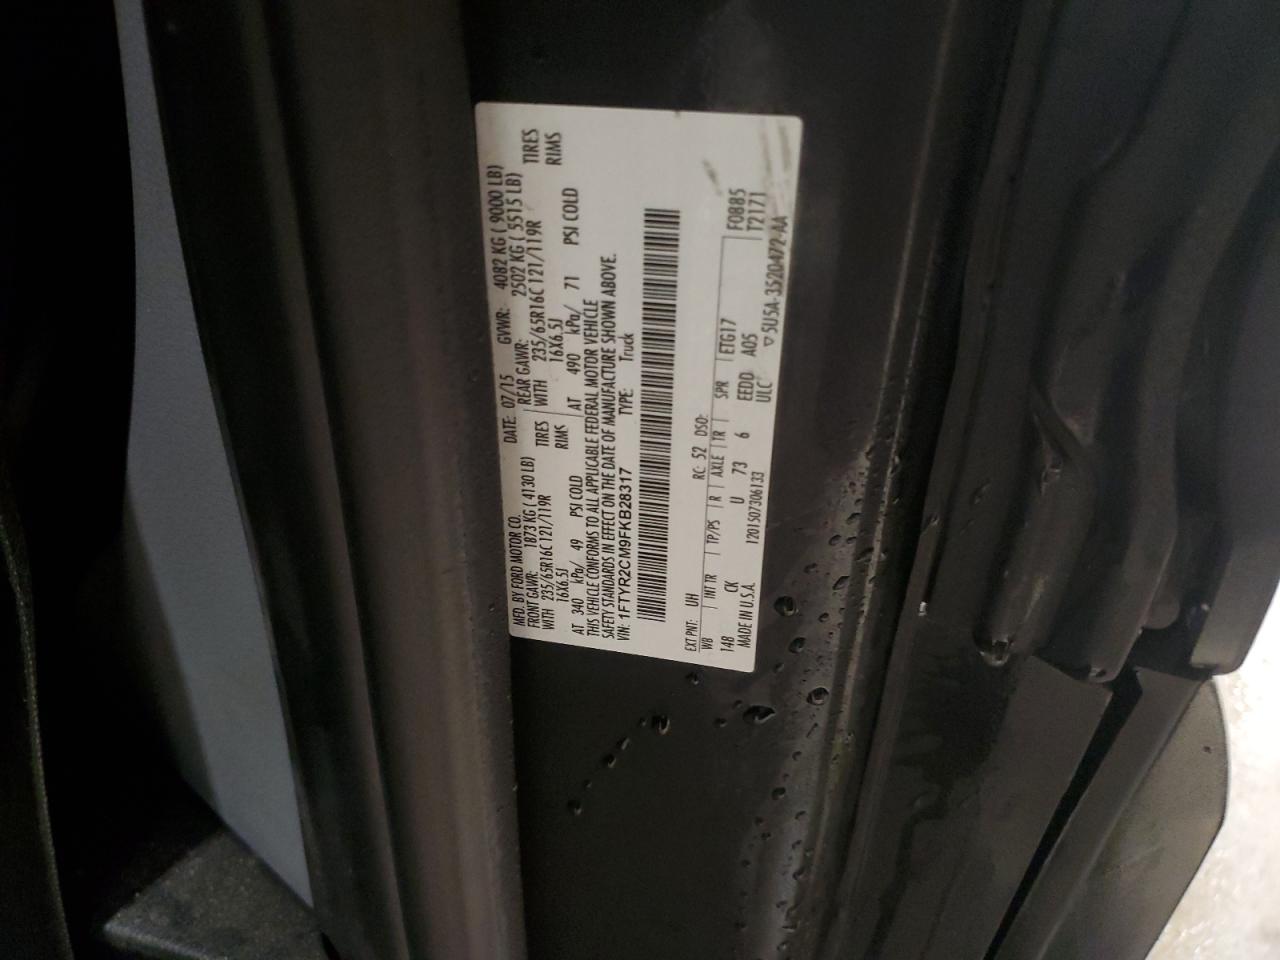 MFD. BY FORD MOTOR CO. DATE: 07/15 GVWR: 4082 KG ( 9000 LB)
FRONT GAWR: 1873 KG ( 4130 LB) REAR GAWR: 2502 KG ( 5515 LB)
WITH 235/65R16C 121/119R TIRES WITH 235/65R16C 121/119R TIRES
16X6.5J RIMS 16X6.5J RIMS
AT 340 kPa/ 49 PSI COLD AT 490 kPa/ 71 PSI COLD
THIS VEHICLE CONFORMS TO ALL APPLICABLE FEDERAL MOTOR VEHICLE
SAFETY STANDARDS IN EFFECT ON THE DATE OF MANUFACTURE SHOWN ABOVE.
VIN: 1FTYR2CM9FKB28317 TYPE: Truck
EXT PNT: UH RC: 52 DSO:
WB INT TR TP/PS R AXLE TR SPR ETG17 F0885
148 CK U 73 6 EEDD A05 T2171
MADE IN U.S.A. 1201507306133 ULC ▽5U5A-3520472-AA